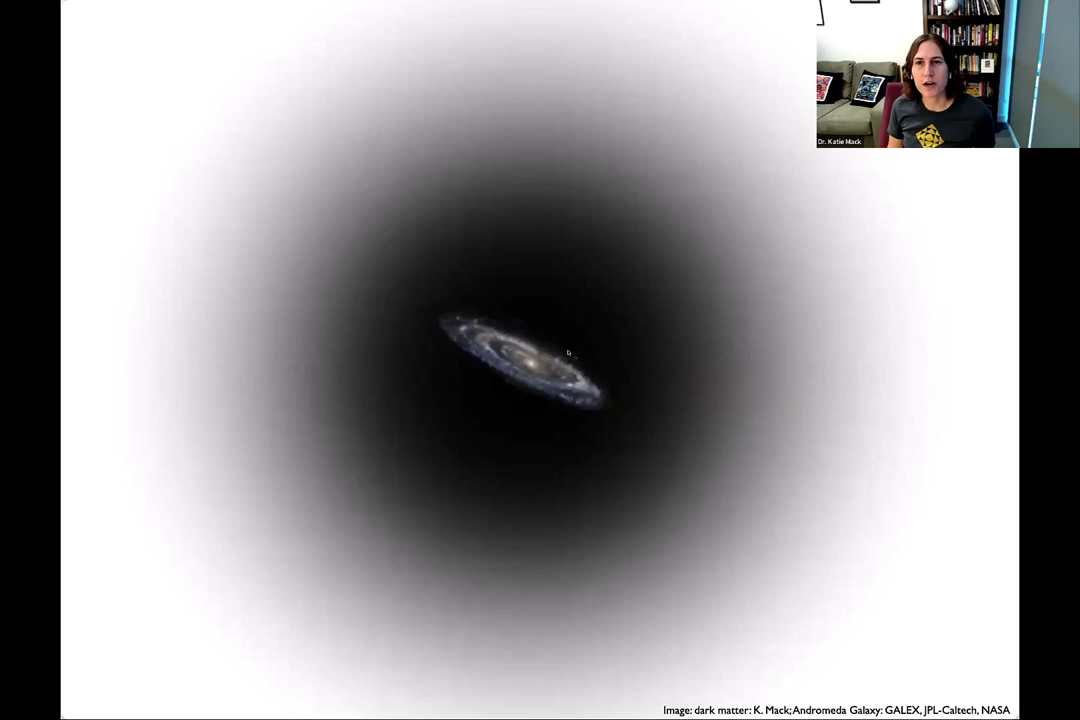 Dr. Katie Mack
Image: dark matter: K. Mack; Andromeda Galaxy: GALEX, JPL-Caltech, NASA